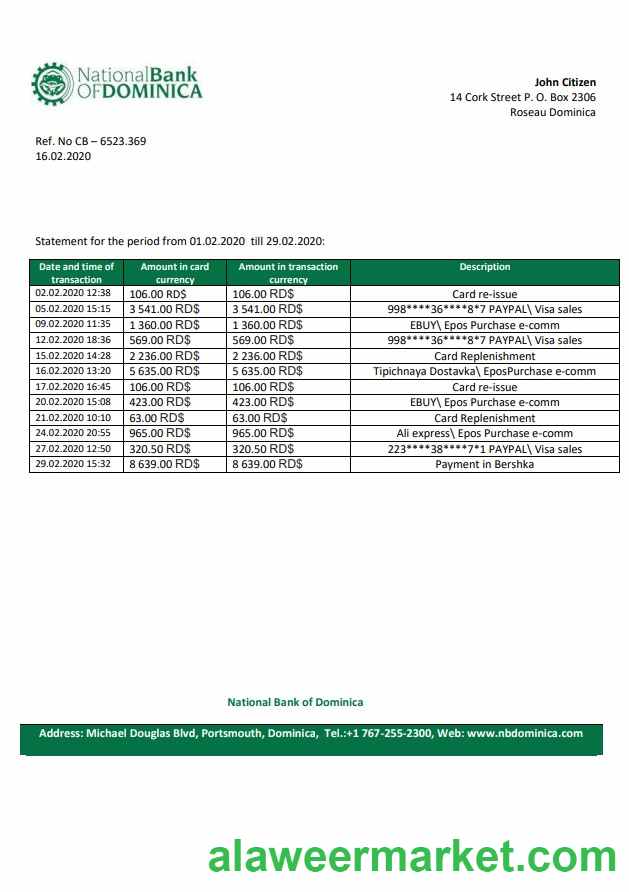 NationalBank
OFDOMINICA
John Citizen
14 Cork Street P. O. Box 2306
Roseau Dominica
Ref. No CB – 6523.369
16.02.2020
Statement for the period from 01.02.2020 till 29.02.2020:
Date and time of transaction Amount in card currency Amount in transaction currency Description
02.02.2020 12:38 106.00 RD$ 106.00 RD$ Card re-issue
05.02.2020 15:15 3 541.00 RD$ 3 541.00 RD$ 998****36****8*7 PAYPAL\ Visa sales
09.02.2020 11:35 1 360.00 RD$ 1 360.00 RD$ EBUY\ Epos Purchase e-comm
12.02.2020 18:36 569.00 RD$ 569.00 RD$ 998****36****8*7 PAYPAL\ Visa sales
15.02.2020 14:28 2 236.00 RD$ 2 236.00 RD$ Card Replenishment
16.02.2020 13:20 5 635.00 RD$ 5 635.00 RD$ Tipichnaya Dostavka\ EposPurchase e-comm
17.02.2020 16:45 106.00 RD$ 106.00 RD$ Card re-issue
20.02.2020 15:08 423.00 RD$ 423.00 RD$ EBUY\ Epos Purchase e-comm
21.02.2020 10:10 63.00 RD$ 63.00 RD$ Card Replenishment
24.02.2020 20:55 965.00 RD$ 965.00 RD$ Ali express\ Epos Purchase e-comm
27.02.2020 12:50 320.50 RD$ 320.50 RD$ 223****38****7*1 PAYPAL\ Visa sales
29.02.2020 15:32 8 639.00 RD$ 8 639.00 RD$ Payment in Bershka
National Bank of Dominica
Address: Michael Douglas Blvd, Portsmouth, Dominica, Tel.:+1 767-255-2300, Web: www.nbdominica.com
alaweermarket.com